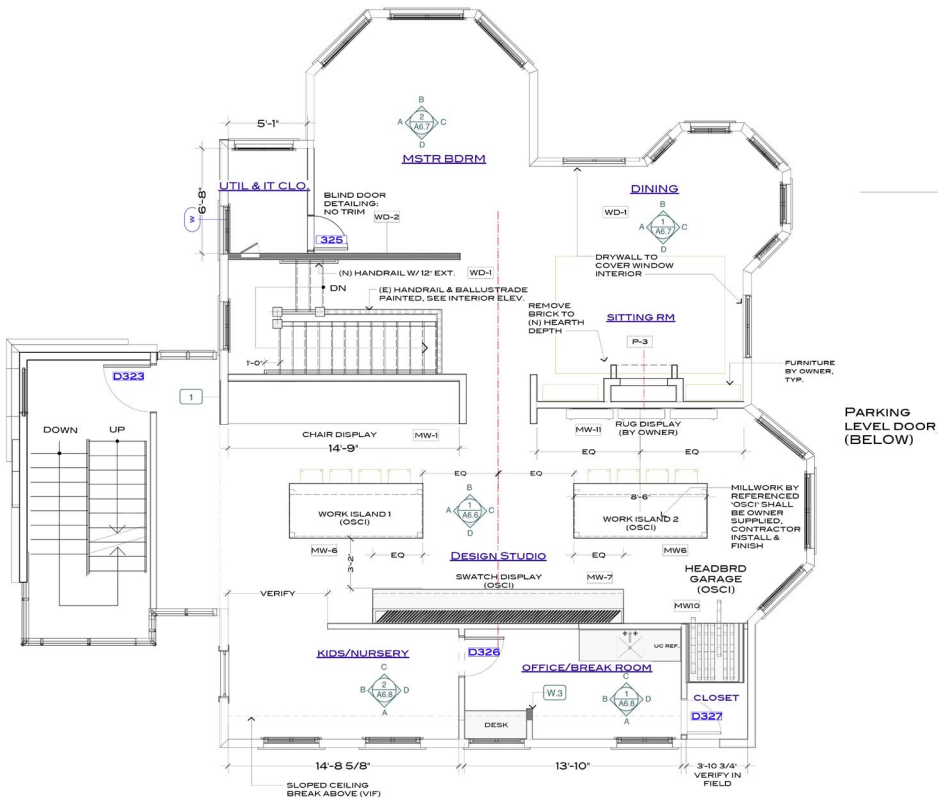 5'-1"
B
2
A C
A6.7
D
MSTR BDRM
UTIL & IT CLO.
6'-8"
W
BLIND DOOR
DETAILING:
NO TRIM
325
WD-2
DINING
WD-1
B
1
A C
A6.7
D
DRYWALL TO
COVER WINDOW
INTERIOR
(N) HANDRAIL W/ 12" EXT.
WD-1
DN
(E) HANDRAIL & BALLUSTRADE
PAINTED, SEE INTERIOR ELEV.
REMOVE
BRICK TO
(N) HEARTH
DEPTH
SITTING RM
P-3
1'-0"
FURNITURE
BY OWNER,
TYP.
D323
1
DOWN
UP
CHAIR DISPLAY
MW-1
14'-9"
MW-11
RUG DISPLAY
(BY OWNER)
EQ
EQ
PARKING
LEVEL DOOR
(BELOW)
EQ
EQ
WORK ISLAND 1
(OSCI)
B
1
A C
A6.6
D
8'-6"
WORK ISLAND 2
(OSCI)
MILLWORK BY
REFERENCED
'OSCI' SHALL
BE OWNER
SUPPLIED,
CONTRACTOR
INSTALL &
FINISH
MW-6
EQ
3'-2"
DESIGN STUDIO
EQ
MW6
SWATCH DISPLAY
(OSCI)
MW-7
HEADBRD
GARAGE
(OSCI)
MW10
VERIFY
KIDS/NURSERY
D326
UC REF.
OFFICE/BREAK ROOM
C
2
B D
A6.8
A
W.3
C
1
B D
A6.8
A
CLOSET
DESK
D327
14'-8 5/8"
13'-10"
3'-10 3/4"
VERIFY IN
FIELD
SLOPED CEILING
BREAK ABOVE (VIF)